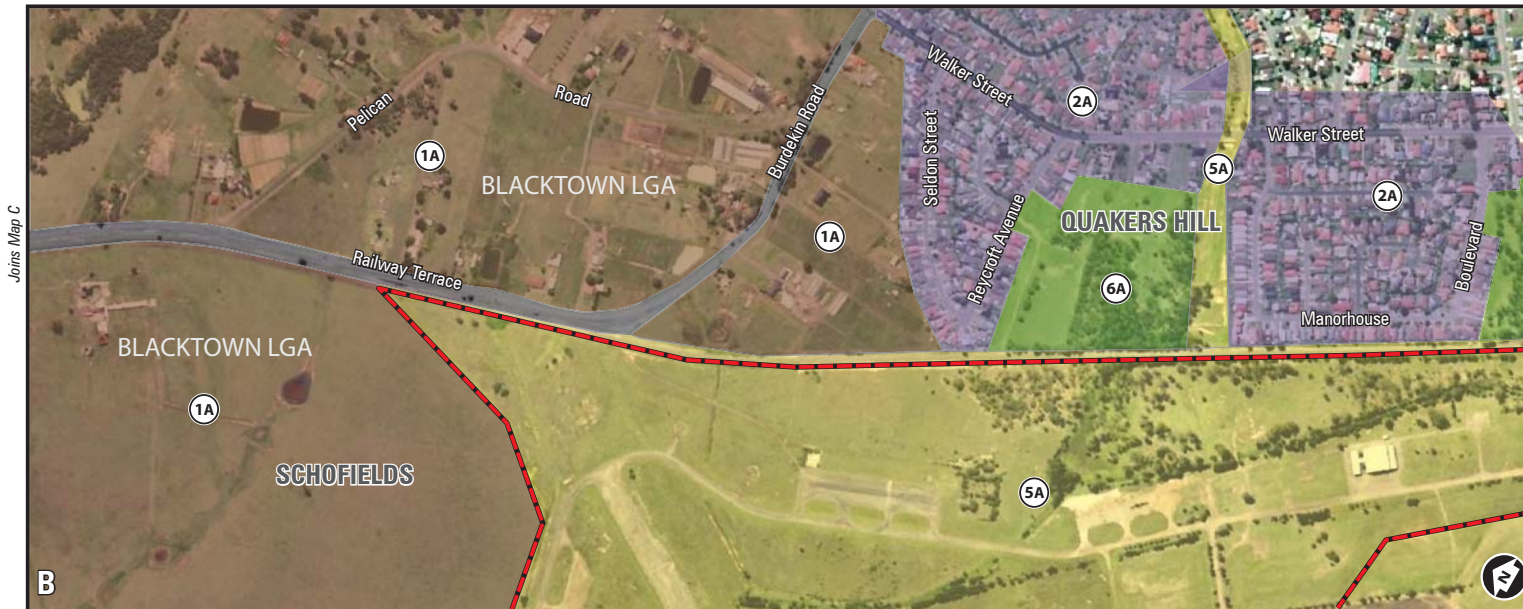 Joins Map C
Pelican
Road
1A
BLACKTOWN LGA
Burdekin Road
1A
Railway Terrace
Seldon Street
Walker Street
2A
5A
Walker Street
2A
QUAKERS HILL
Reycroft Avenue
6A
Boulevard
Manorhouse
BLACKTOWN LGA
1A
SCHOFIELDS
5A
B
N